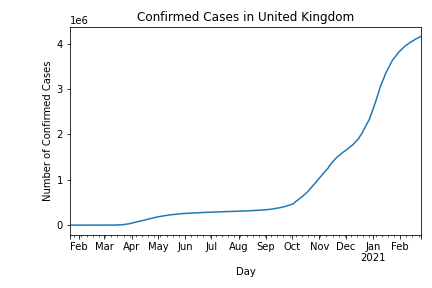 Confirmed Cases in United Kingdom
1e6
4
3
2
1
0
Number of Confirmed Cases
Feb Mar Apr May Jun Jul Aug Sep Oct Nov Dec Jan Feb
2021
Day